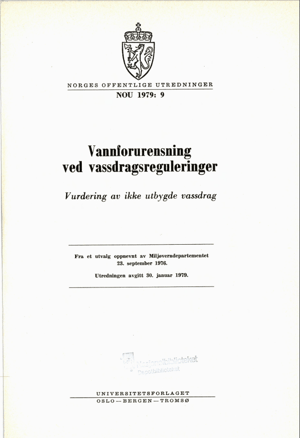 NORGES OFFENTLIGE UTREDNINGER
NOU 1979: 9
Vannforurensning
ved vassdragsreguleringer
Vurdering av ikke utbygde vassdrag
Fra et utvalg oppnevnt av Miljøverndepartementet
23. september 1976.
Utredningen avgitt 30. januar 1979.
UNIVERSITETSFORLAGET
OSLO — BERGEN — TROMSØ